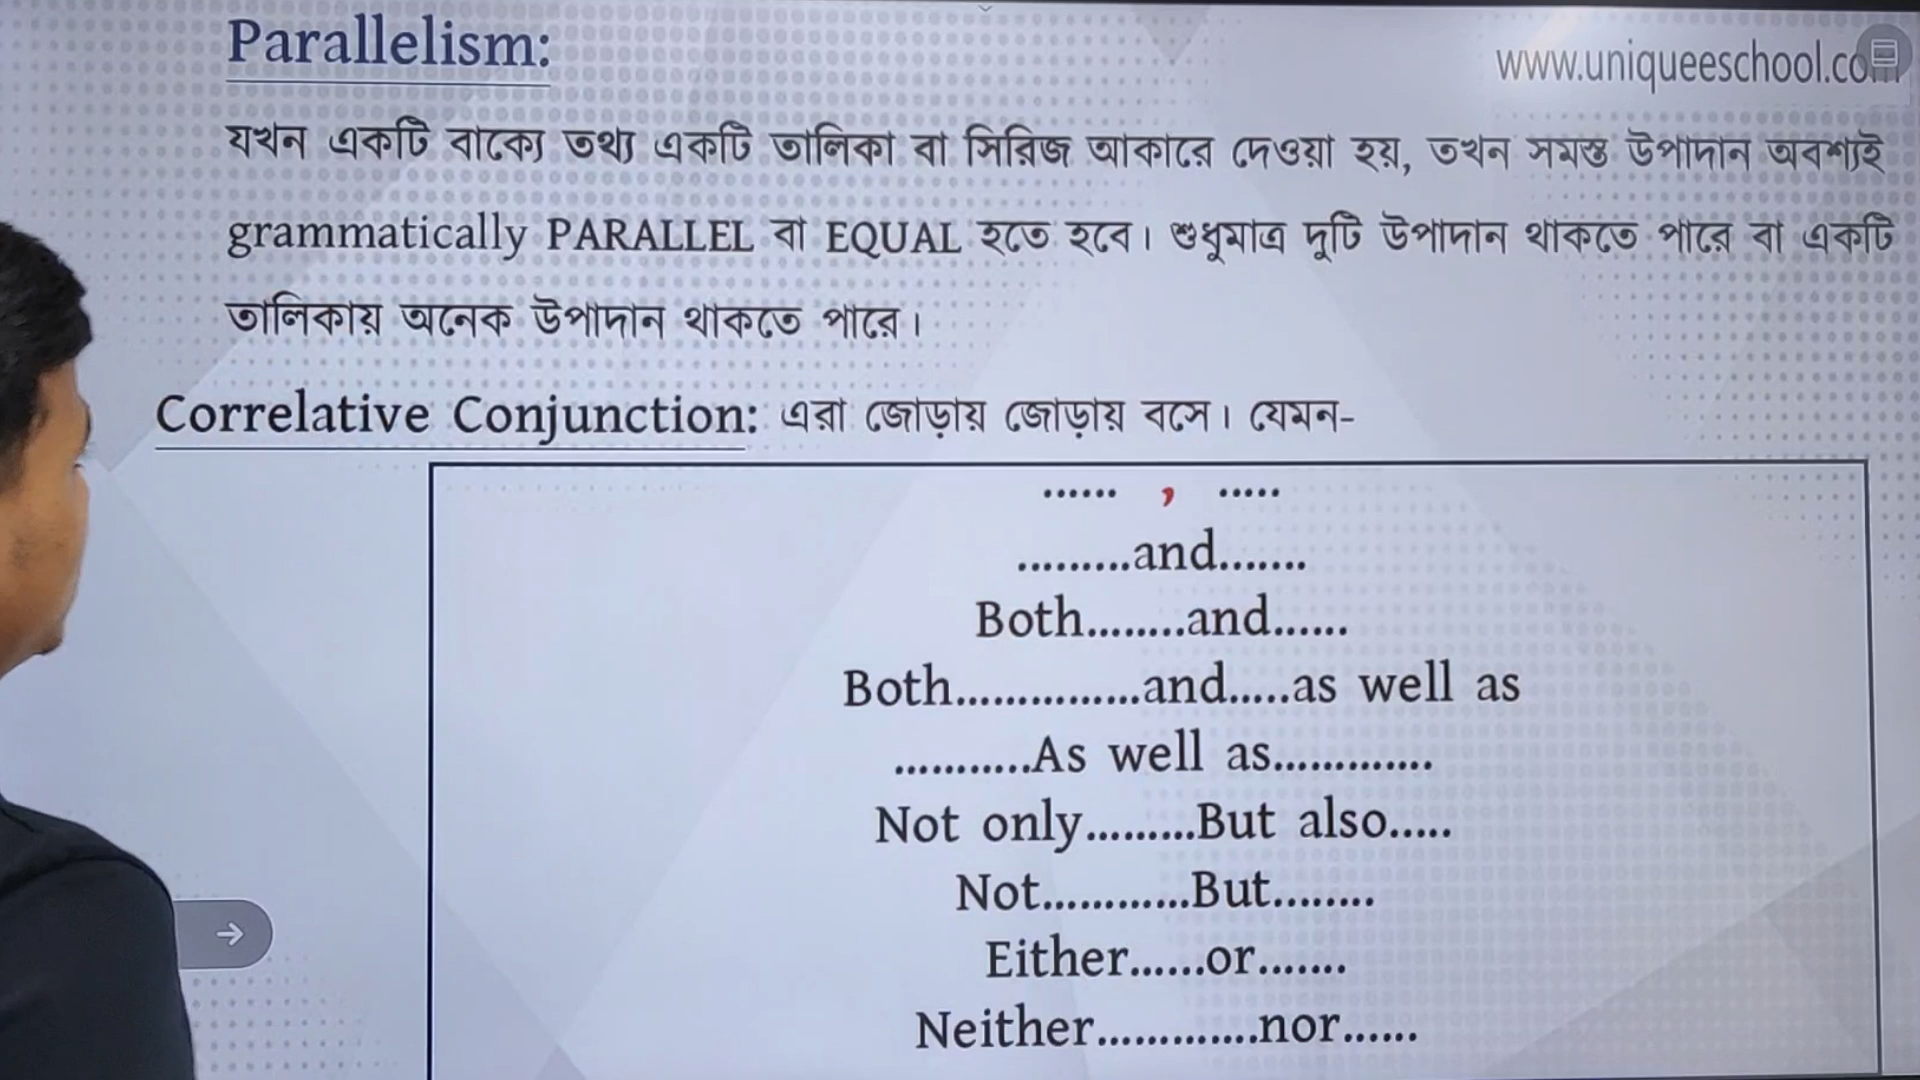 Parallelism:
www.uniqueeschool.com
যখন একটি বাক্যে তথ্য একটি তালিকা বা সিরিজ আকারে দেওয়া হয়, তখন সমস্ত উপাদান অবশ্যই
grammatically PARALLEL বা EQUAL হতে হবে। শুধুমাত্র দুটি উপাদান থাকতে পারে বা একটি
তালিকায় অনেক উপাদান থাকতে পারে।
Correlative Conjunction: এরা জোড়ায় জোড়ায় বসে। যেমন-
...... , .....
.........and.......
Both........and......
Both...............and.....as well as
...........As well as.............
Not only.........But also.....
Not............But........
Either......or.......
Neither.............nor......